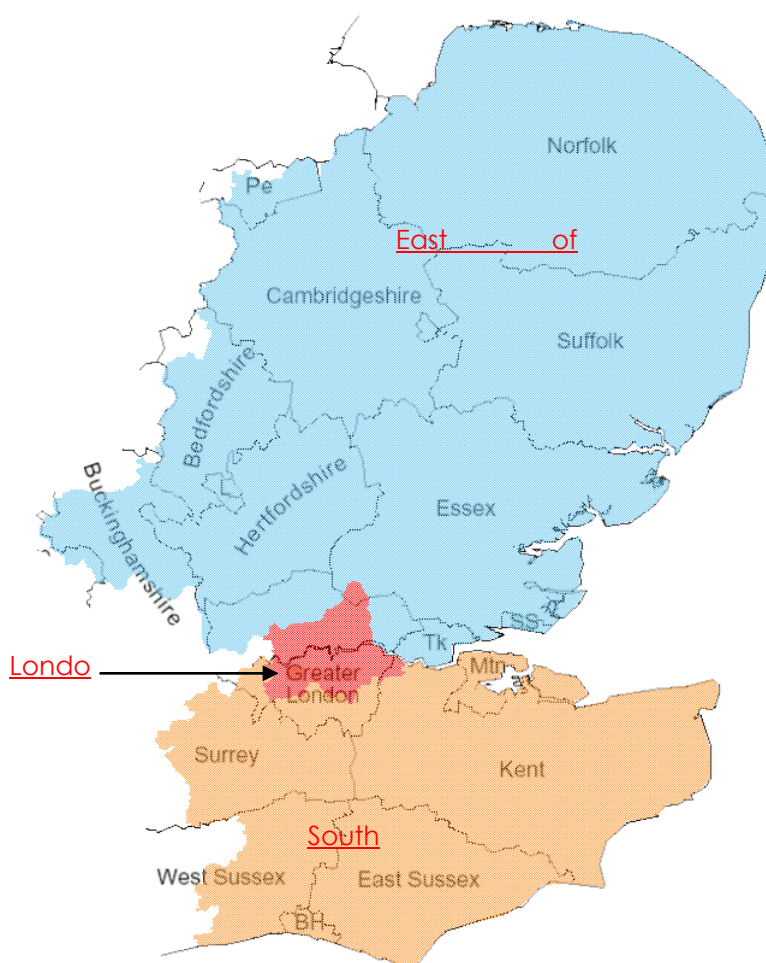 Norfolk
Pe
East of
Cambridgeshire
Suffolk
Bedfordshire
Buckinghamshire
Hertfordshire
Essex
SS
Tk
Londo
Greater
London
Mtn
Surrey
Kent
South
West Sussex
East Sussex
BH